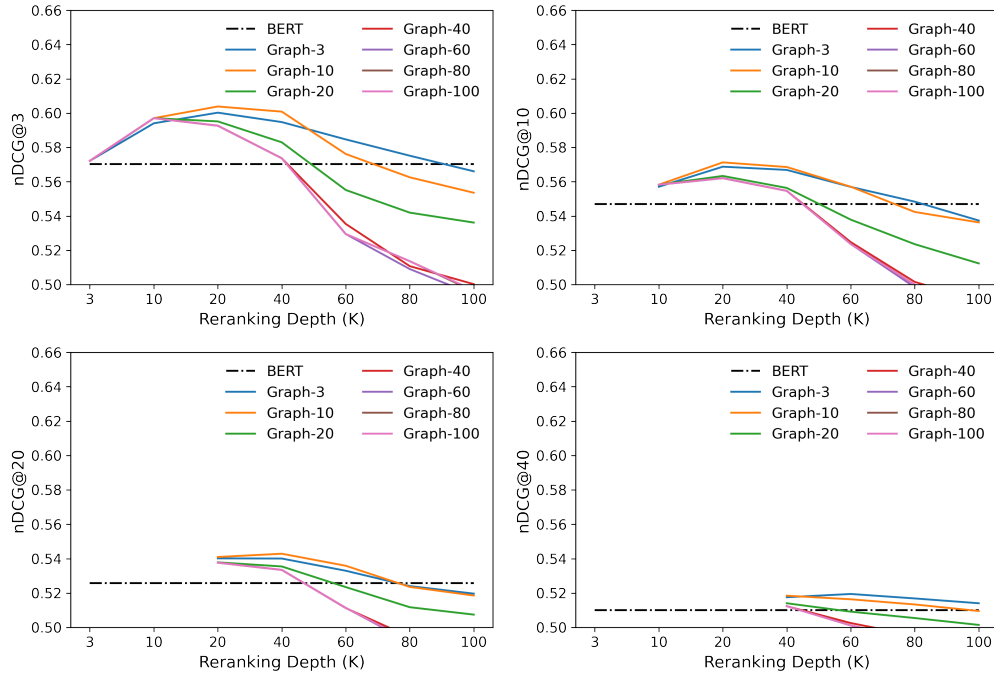 0.66
0.64
0.62
0.60
0.58
0.56
0.54
0.52
0.50
nDCG@3
BERT
Graph-3
Graph-10
Graph-20
Graph-40
Graph-60
Graph-80
Graph-100
3 10 20 40 60 80 100
Reranking Depth (K)
0.66
0.64
0.62
0.60
0.58
0.56
0.54
0.52
0.50
nDCG@10
BERT
Graph-3
Graph-10
Graph-20
Graph-40
Graph-60
Graph-80
Graph-100
3 10 20 40 60 80 100
Reranking Depth (K)
0.66
0.64
0.62
0.60
0.58
0.56
0.54
0.52
0.50
nDCG@20
BERT
Graph-3
Graph-10
Graph-20
Graph-40
Graph-60
Graph-80
Graph-100
3 10 20 40 60 80 100
Reranking Depth (K)
0.66
0.64
0.62
0.60
0.58
0.56
0.54
0.52
0.50
nDCG@40
BERT
Graph-3
Graph-10
Graph-20
Graph-40
Graph-60
Graph-80
Graph-100
3 10 20 40 60 80 100
Reranking Depth (K)